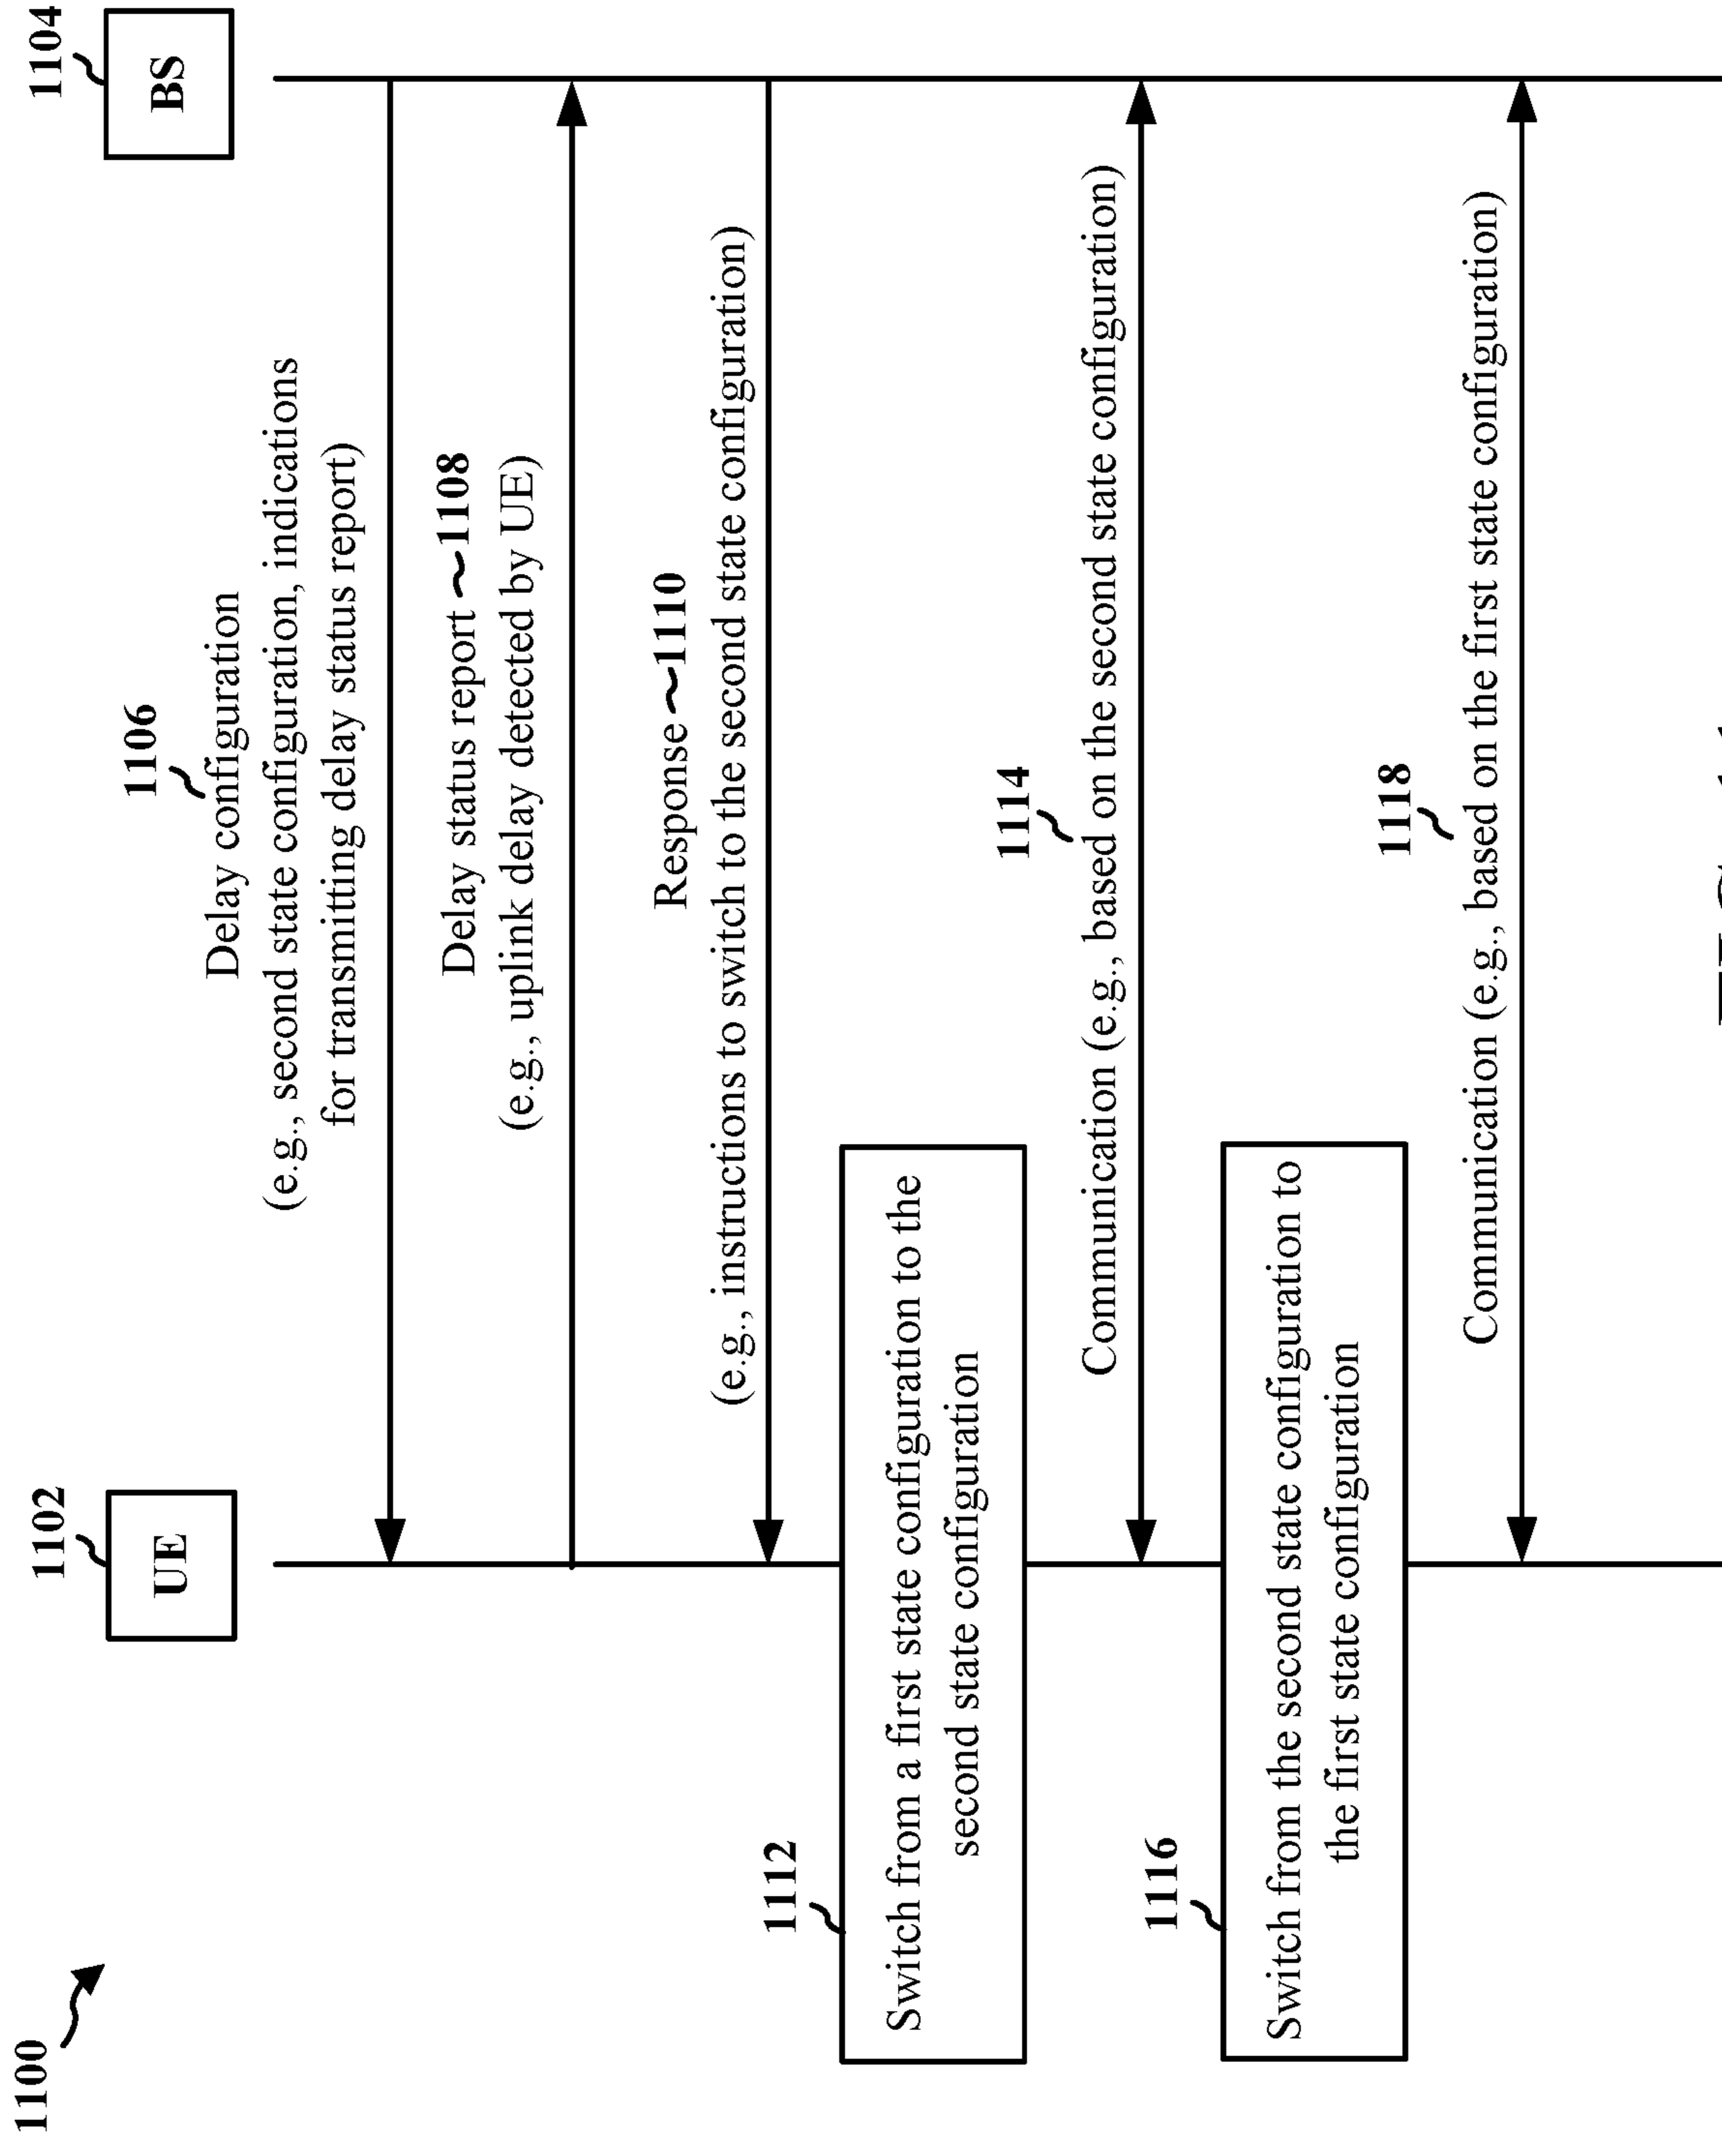 1100
1102
UE
1104
BS
1106
Delay configuration
(e.g., second state configuration, indications
for transmitting delay status report)
Delay status report ~1108
(e.g., uplink delay detected by UE)
Response ~1110
(e.g., instructions to switch to the second state configuration)
1112
Switch from a first state configuration to the
second state configuration
1114
Communication (e.g., based on the second state configuration)
1116
Switch from the second state configuration to
the first state configuration
1118
Communication (e.g., based on the first state configuration)